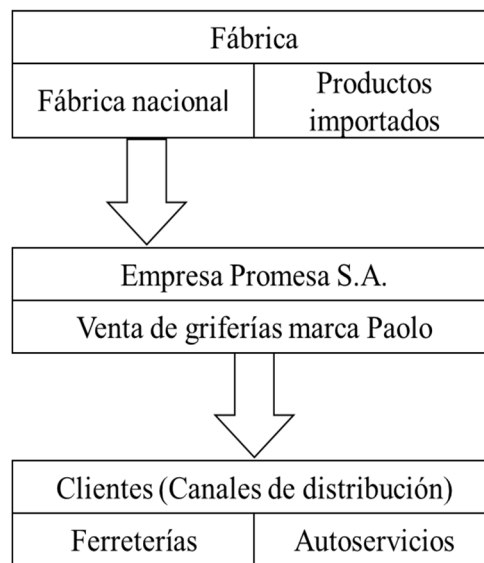 Fábrica
Fábrica nacional
Productos
importados
Empresa Promesa S.A.
Venta de griferías marca Paolo
Clientes (Canales de distribución)
Ferreterías
Autoservicios